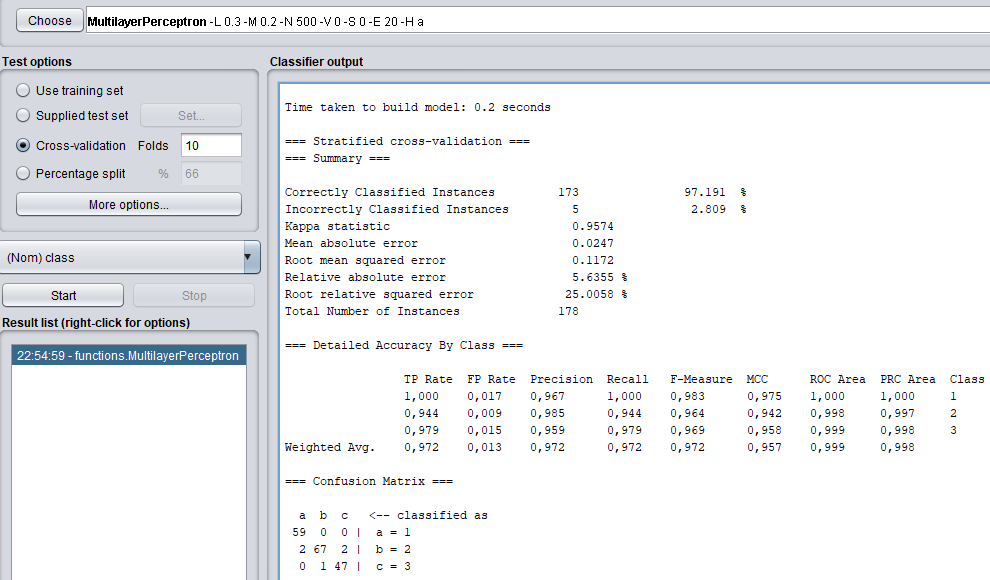 Choose MultilayerPerceptron -L 0.3 -M 0.2 -N 500 -V 0 -S 0 -E 20 -H a
Test options
Use training set
Supplied test set Set...
Cross-validation Folds 10
Percentage split % 66
More options...
(Nom) class
Start Stop
Result list (right-click for options)
22:54:59 - functions.MultilayerPerceptron
Classifier output
Time taken to build model: 0.2 seconds
=== Stratified cross-validation ===
=== Summary ===
Correctly Classified Instances 173 97.191 %
Incorrectly Classified Instances 5 2.809 %
Kappa statistic 0.9574
Mean absolute error 0.0247
Root mean squared error 0.1172
Relative absolute error 5.6355 %
Root relative squared error 25.0058 %
Total Number of Instances 178
=== Detailed Accuracy By Class ===
TP Rate FP Rate Precision Recall F-Measure MCC ROC Area PRC Area Class
1,000 0,017 0,967 1,000 0,983 0,975 1,000 1,000 1
0,944 0,009 0,985 0,944 0,964 0,942 0,998 0,997 2
0,979 0,015 0,959 0,979 0,969 0,958 0,999 0,998 3
Weighted Avg. 0,972 0,013 0,972 0,972 0,972 0,957 0,999 0,998
=== Confusion Matrix ===
a b c <-- classified as
59 0 0 | a = 1
2 67 2 | b = 2
0 1 47 | c = 3